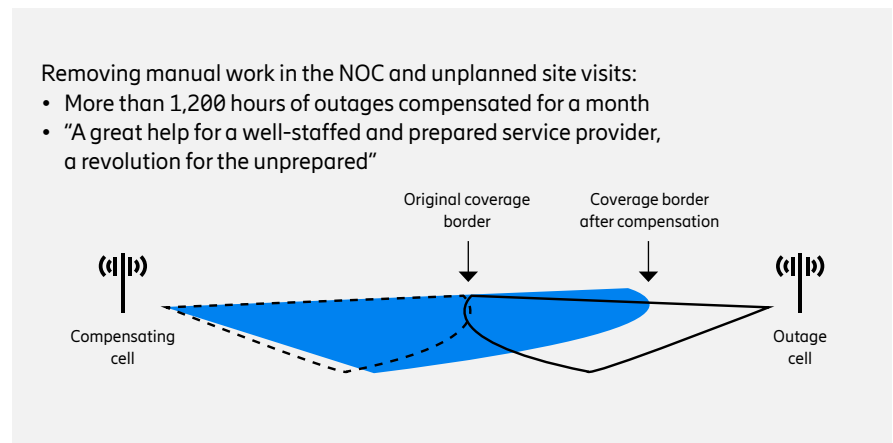 Removing manual work in the NOC and unplanned site visits:
• More than 1,200 hours of outages compensated for a month
• “A great help for a well-staffed and prepared service provider,
a revolution for the unprepared”
Original coverage
border
Coverage border
after compensation
Compensating
cell
Outage
cell